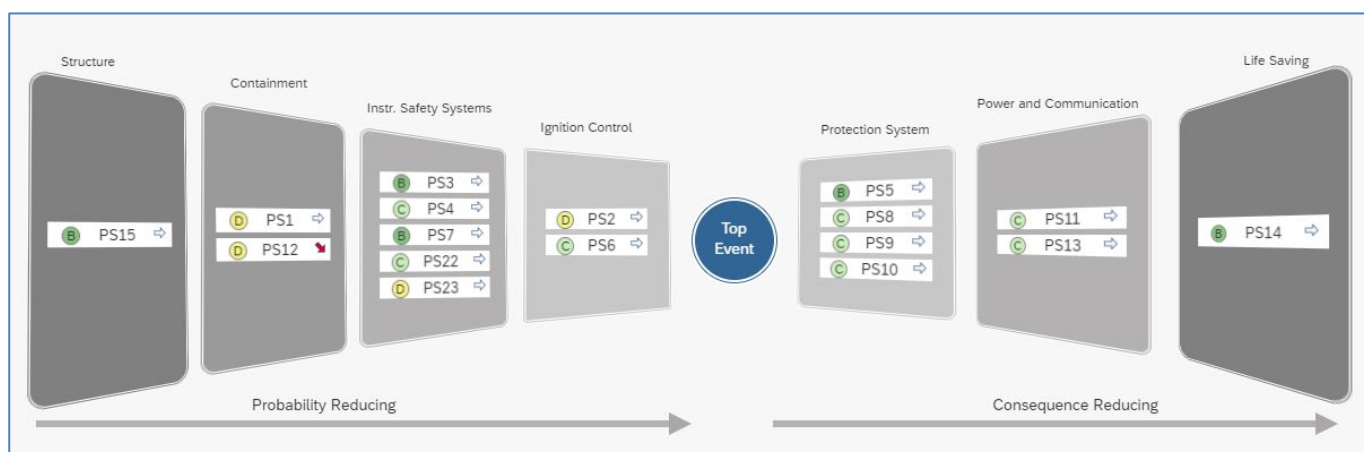 Structure
B PS15
Containment
D PS1
D PS12
Instr. Safety Systems
B PS3
C PS4
B PS7
C PS22
D PS23
Ignition Control
D PS2
C PS6
Top
Event
Protection System
B PS5
C PS8
C PS9
C PS10
Power and Communication
C PS11
C PS13
Life Saving
B PS14
Probability Reducing
Consequence Reducing